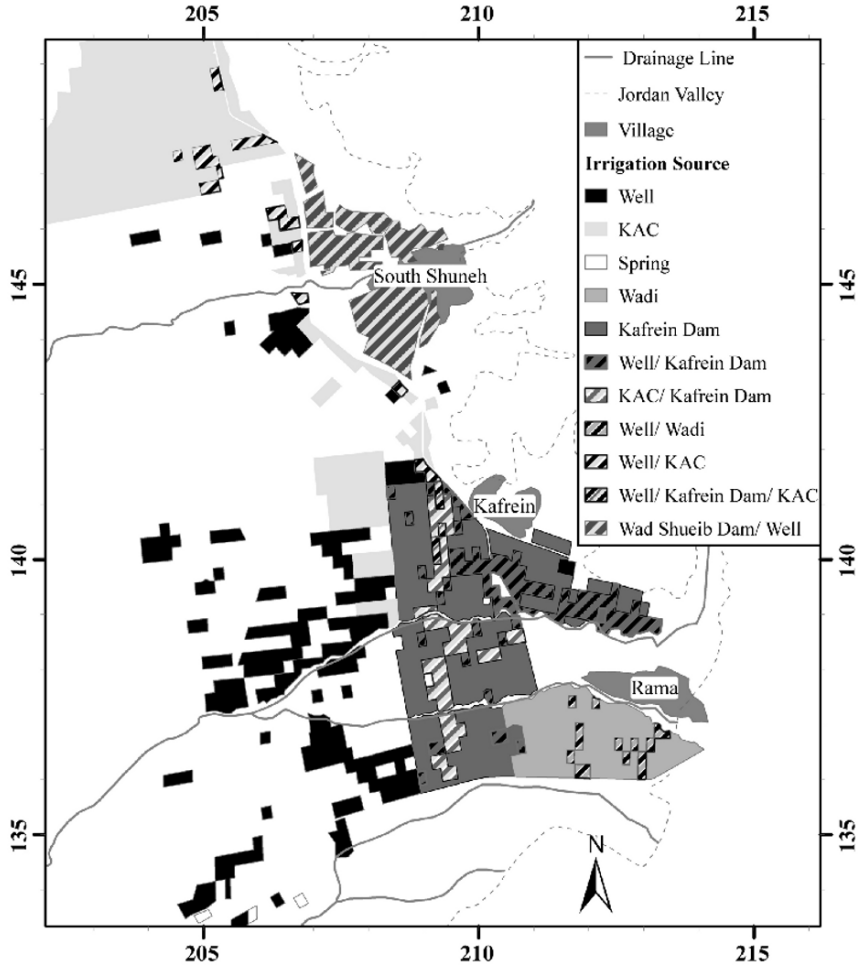 205
210
215
Drainage Line
Jordan Valley
Village
Irrigation Source
Well
KAC
Spring
Wadi
Kafrein Dam
Well/ Kafrein Dam
KAC/ Kafrein Dam
Well/ Wadi
Well/ KAC
Well/ Kafrein Dam/ KAC
Wad Shueib Dam/ Well
145
145
South Shuneh
Kafrein
140
140
Rama
135
135
N
205
210
215